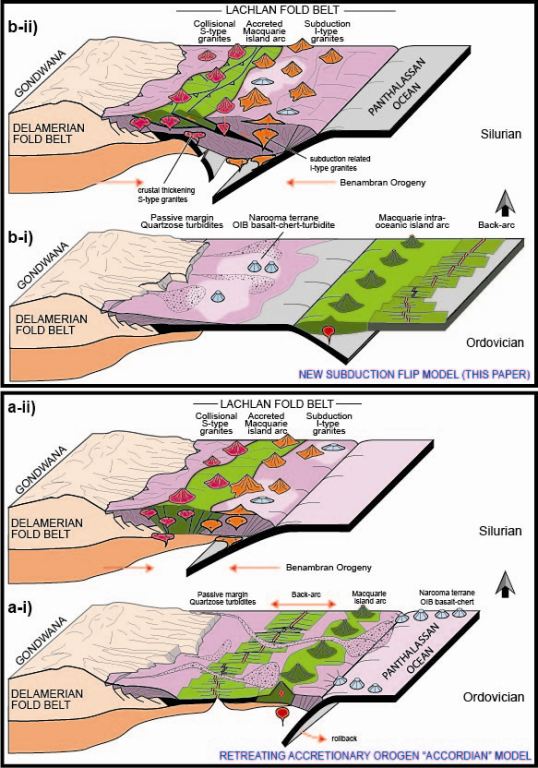 LACHLAN FOLD BELT
b-ii)
Collisional
S-type
granites
Accreted
Macquarie
island arc
Subduction
I-type
granites
GONDWANA
PANTHALASSAN
OCEAN
DELAMERIAN
FOLD BELT
Silurian
crustal thickening
S-type granites
subduction related
I-type granites
Benambran Orogeny
b-i)
Passive margin
Quartzose turbidites
Narooma terrane
OIB basalt-chert-turbidite
Macquarie intra-
oceanic island arc
Back-arc
GONDWANA
DELAMERIAN
FOLD BELT
Ordovician
NEW SUBDUCTION FLIP MODEL (THIS PAPER)
a-ii)
LACHLAN FOLD BELT
Collisional
S-type
granites
Accreted
Macquarie
island arc
Subduction
I-type
granites
GONDWANA
DELAMERIAN
FOLD BELT
Silurian
Benambran Orogeny
a-i)
Passive margin
Quartzose turbidites
Back-arc
Macquarie
island arc
Narooma terrane
OIB basalt-chert
GONDWANA
PANTHALASSAN
OCEAN
DELAMERIAN
FOLD BELT
Ordovician
rollback
RETREATING ACCRETIONARY OROGEN "ACCORDIAN" MODEL